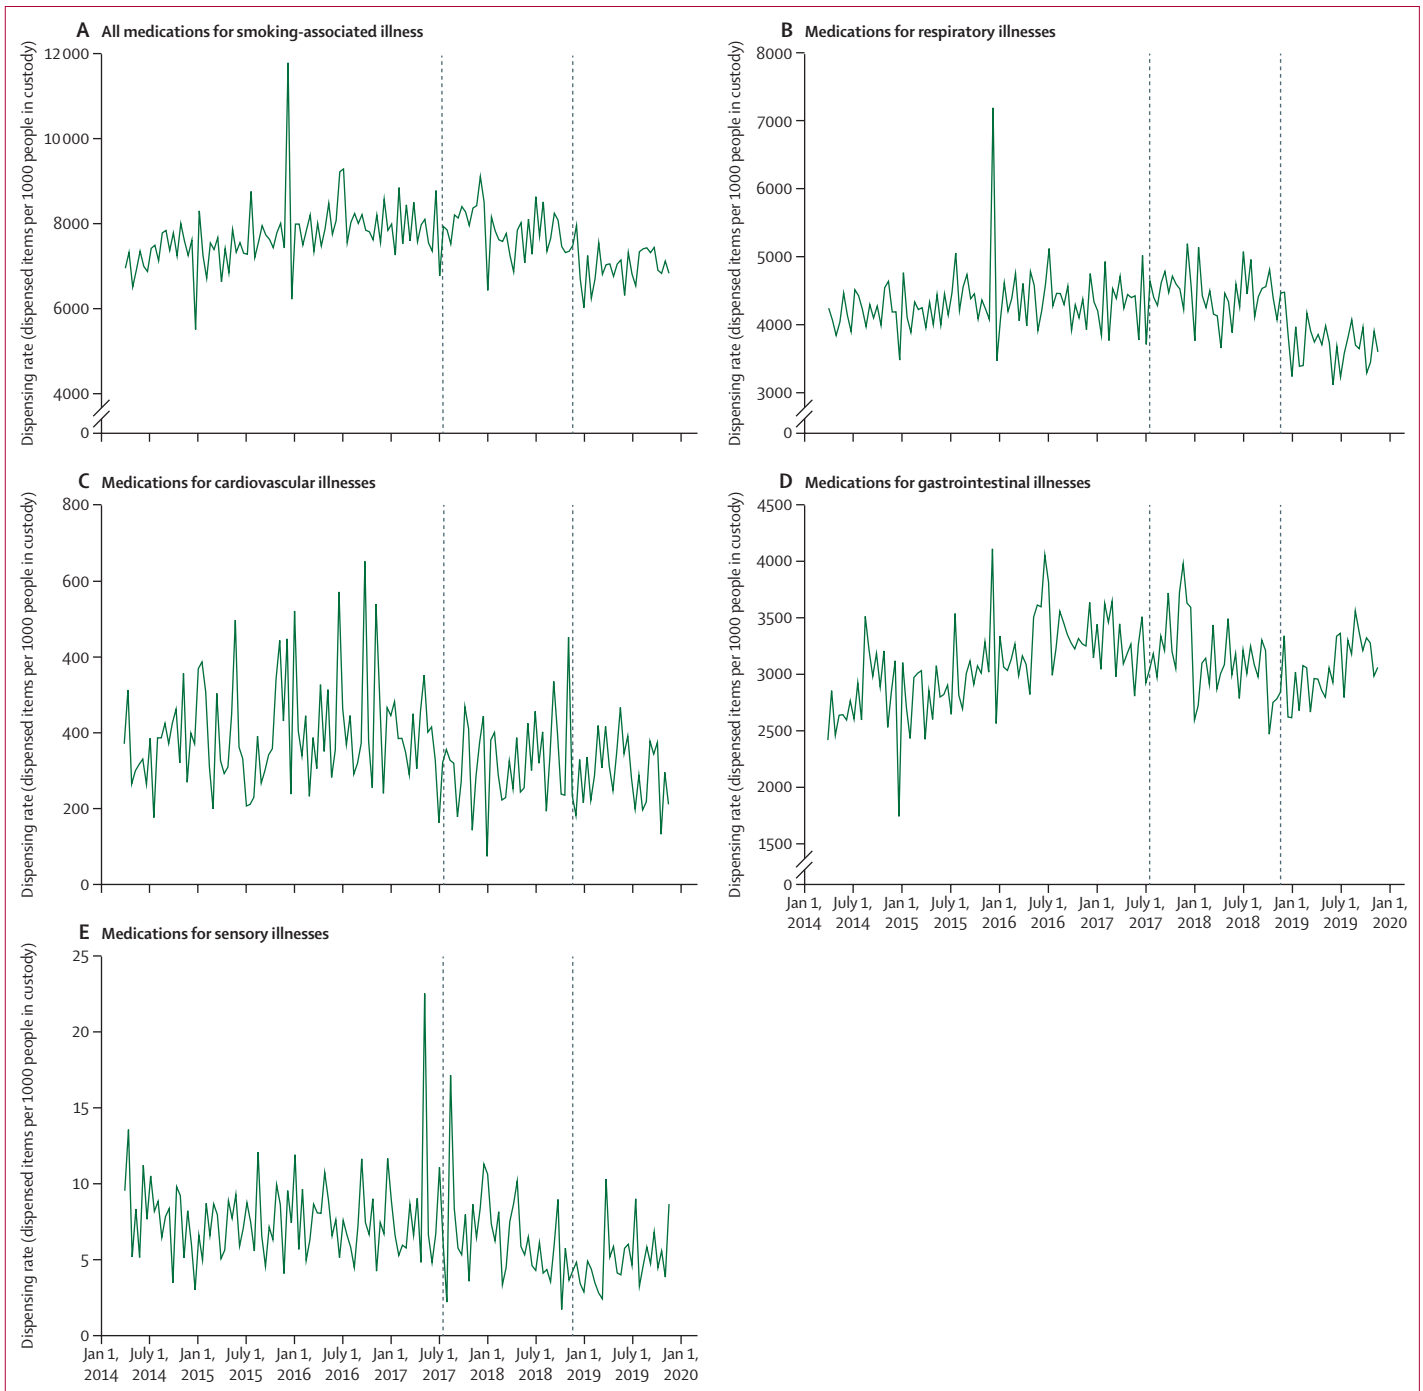 A All medications for smoking-associated illness
Dispensing rate (dispensed items per 1000 people in custody)
12000
10000
8000
6000
4000
0
B Medications for respiratory illnesses
Dispensing rate (dispensed items per 1000 people in custody)
8000
7000
6000
5000
4000
3000
0
C Medications for cardiovascular illnesses
Dispensing rate (dispensed items per 1000 people in custody)
800
600
400
200
0
D Medications for gastrointestinal illnesses
Dispensing rate (dispensed items per 1000 people in custody)
4500
4000
3500
3000
2500
2000
1500
0
Jan 1, July 1, Jan 1, July 1, Jan 1, July 1, Jan 1, July 1, Jan 1, July 1, Jan 1, July 1, Jan 1,
2014 2014 2015 2015 2016 2016 2017 2017 2018 2018 2019 2019 2020
E Medications for sensory illnesses
Dispensing rate (dispensed items per 1000 people in custody)
25
20
15
10
5
0
Jan 1, July 1, Jan 1, July 1, Jan 1, July 1, Jan 1, July 1, Jan 1, July 1, Jan 1, July 1, Jan 1,
2014 2014 2015 2015 2016 2016 2017 2017 2018 2018 2019 2019 2020